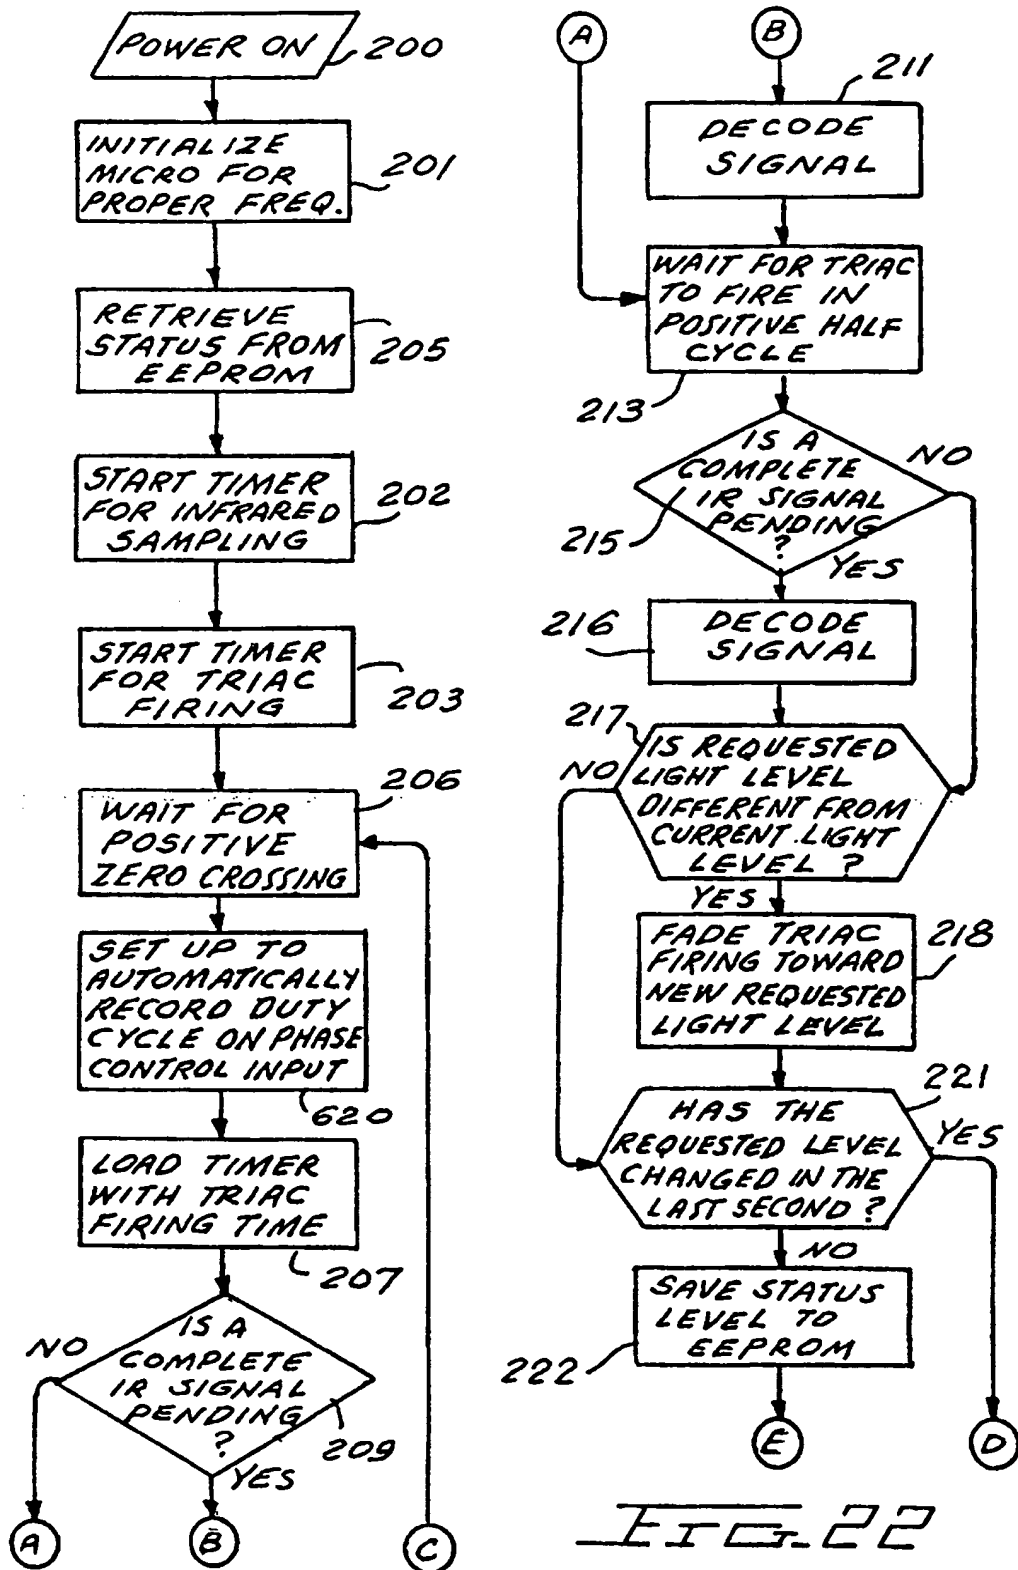 POWER ON
200
INITIALIZE
MICRO FOR
PROPER FREQ.
201
RETRIEVE
STATUS FROM
EEPROM
205
START TIMER
FOR INFRARED
SAMPLING
202
START TIMER
FOR TRIAC
FIRING
203
206
WAIT FOR
POSITIVE
ZERO CROSSING
SET UP TO
AUTOMATICALLY
RECORD DUTY
CYCLE ON PHASE
CONTROL INPUT
620
LOAD TIMER
WITH TRIAC
FIRING TIME
207
NO
IS A
COMPLETE
IR SIGNAL
PENDING
?
209
YES
A
B
C
A
B
211
DECODE
SIGNAL
WAIT FOR TRIAC
TO FIRE IN
POSITIVE HALF
CYCLE
213
IS A
COMPLETE
IR SIGNAL
PENDING
?
NO
215
YES
216
DECODE
SIGNAL
217
NO
IS REQUESTED
LIGHT LEVEL
DIFFERENT FROM
CURRENT LIGHT
LEVEL ?
YES
FADE TRIAC
FIRING TOWARD
NEW REQUESTED
LIGHT LEVEL
218
221
HAS THE
REQUESTED LEVEL
CHANGED IN THE
LAST SECOND ?
YES
NO
SAVE STATUS
LEVEL TO
EEPROM
222
E
D
FIG. 22